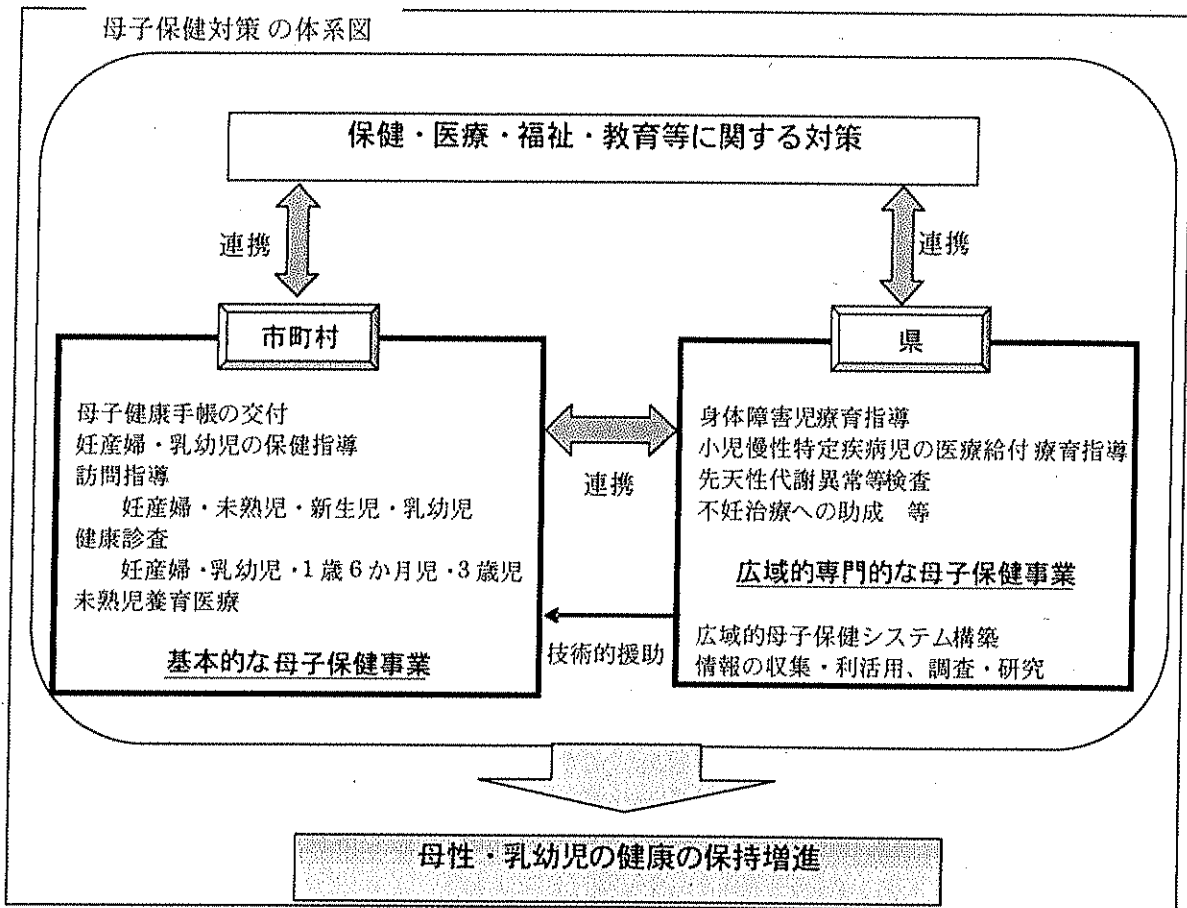 母子保健対策の体系図
保健・医療・福祉・教育等に関する対策
連携
連携
市町村
母子健康手帳の交付
妊産婦・乳幼児の保健指導
訪問指導
妊産婦・未熟児・新生児・乳幼児
健康診査
妊産婦・乳幼児・1歳6か月児・3歳児
未熟児養育医療
基本的な母子保健事業
連携
技術的援助
県
身体障害児療育指導
小児慢性特定疾病児の医療給付 療育指導
先天性代謝異常等検査
不妊治療への助成 等
広域的専門的な母子保健事業
広域的母子保健システム構築
情報の収集・利活用、調査・研究
母性・乳幼児の健康の保持増進